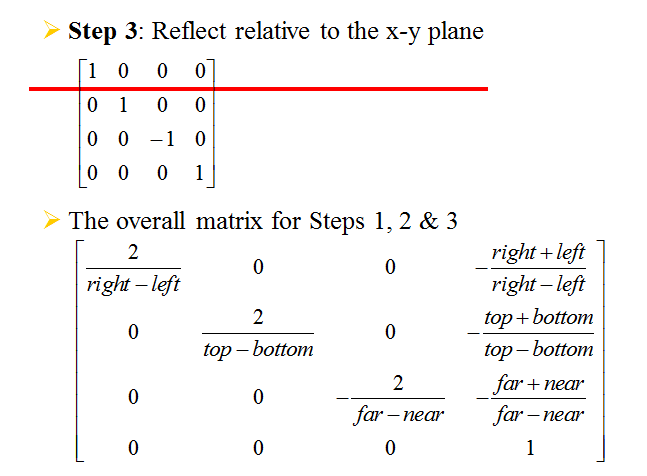 ➢ Step 3: Reflect relative to the x-y plane
[1 0 0 0]
[0 1 0 0]
[0 0 −1 0]
[0 0 0 1]
➢ The overall matrix for Steps 1, 2 & 3
2/(right − left) 0 0 −(right + left)/(right − left)
0 2/(top − bottom) 0 −(top + bottom)/(top − bottom)
0 0 −2/(far − near) −(far + near)/(far − near)
0 0 0 1